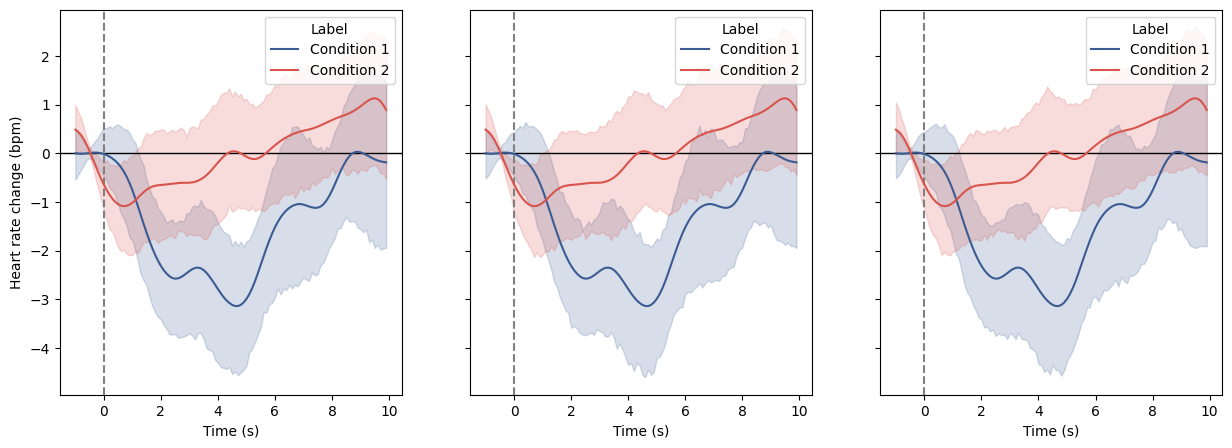 Heart rate change (bpm)
2
1
0
−1
−2
−3
−4
Label
Condition 1
Condition 2
0 2 4 6 8 10
Time (s)
Label
Condition 1
Condition 2
0 2 4 6 8 10
Time (s)
Label
Condition 1
Condition 2
0 2 4 6 8 10
Time (s)